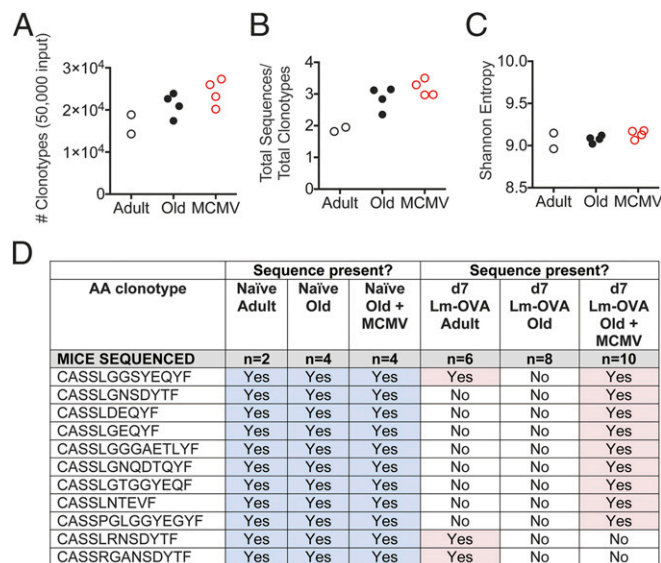 A
# Clonotypes (50,000 input)
3×10⁴
2×10⁴
1×10⁴
0
Adult Old MCMV
B
Total Sequences/
Total Clonotypes
4
3
2
1
0
Adult Old MCMV
C
Shannon Entropy
10.0
9.5
9.0
8.5
Adult Old MCMV
D
Sequence present? Sequence present?
AA clonotype Naïve Adult Naïve Old Naïve Old + MCMV d7 Lm-OVA Adult d7 Lm-OVA Old d7 Lm-OVA Old + MCMV
MICE SEQUENCED n=2 n=4 n=4 n=6 n=8 n=10
CASSLGGSYEQYF Yes Yes Yes Yes No Yes
CASSLGNSDYTF Yes Yes Yes No No Yes
CASSLDEQYF Yes Yes Yes No No Yes
CASSLGEQYF Yes Yes Yes No No Yes
CASSLGGGAETLYF Yes Yes Yes No No Yes
CASSLGNQDTQYF Yes Yes Yes No No Yes
CASSLGTGGYEQF Yes Yes Yes No No Yes
CASSLNTEVF Yes Yes Yes No No Yes
CASSPGLGGYEGYF Yes Yes Yes No No Yes
CASSLRNSDYTF Yes Yes Yes Yes No No
CASSRGANSDYTF Yes Yes Yes Yes No No